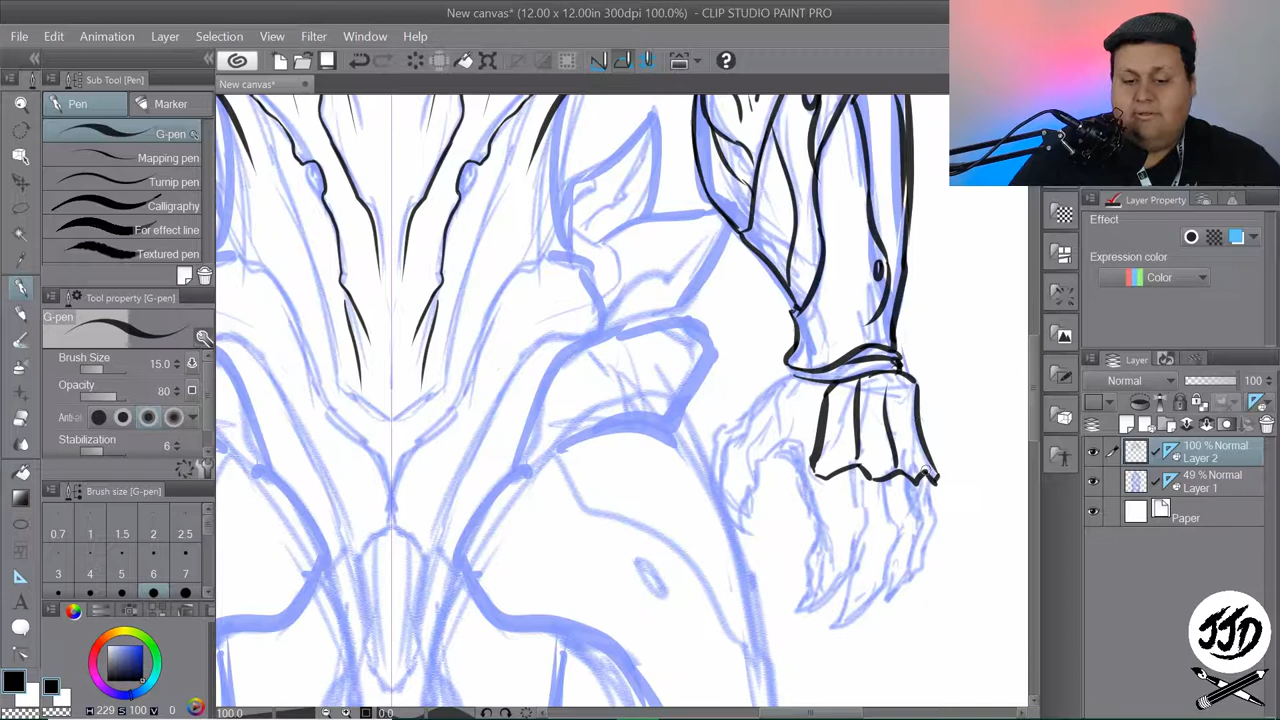 New canvas* (12.00 x 12.00in 300dpi 100.0%) - CLIP STUDIO PAINT PRO
File Edit Animation Layer Selection View Filter Window Help
Sub Tool [Pen]
New canvas*
Pen Marker
G-pen
Mapping pen
Turnip pen
Calligraphy
For effect line
Textured pen
Tool property [G-pen]
G-pen
Brush Size 15.0
Opacity 80
Anti-al
Stabilization 6
Brush size [G-pen]
0.7 1 1.5 2 2.5
3 4 5 6 7
H 229 S 100 V 0
100.0 0.0
Layer Property
Effect
Expression color
Color
Layer
Normal 100
100 % Normal
Layer 2
49 % Normal
Layer 1
Paper
JJD